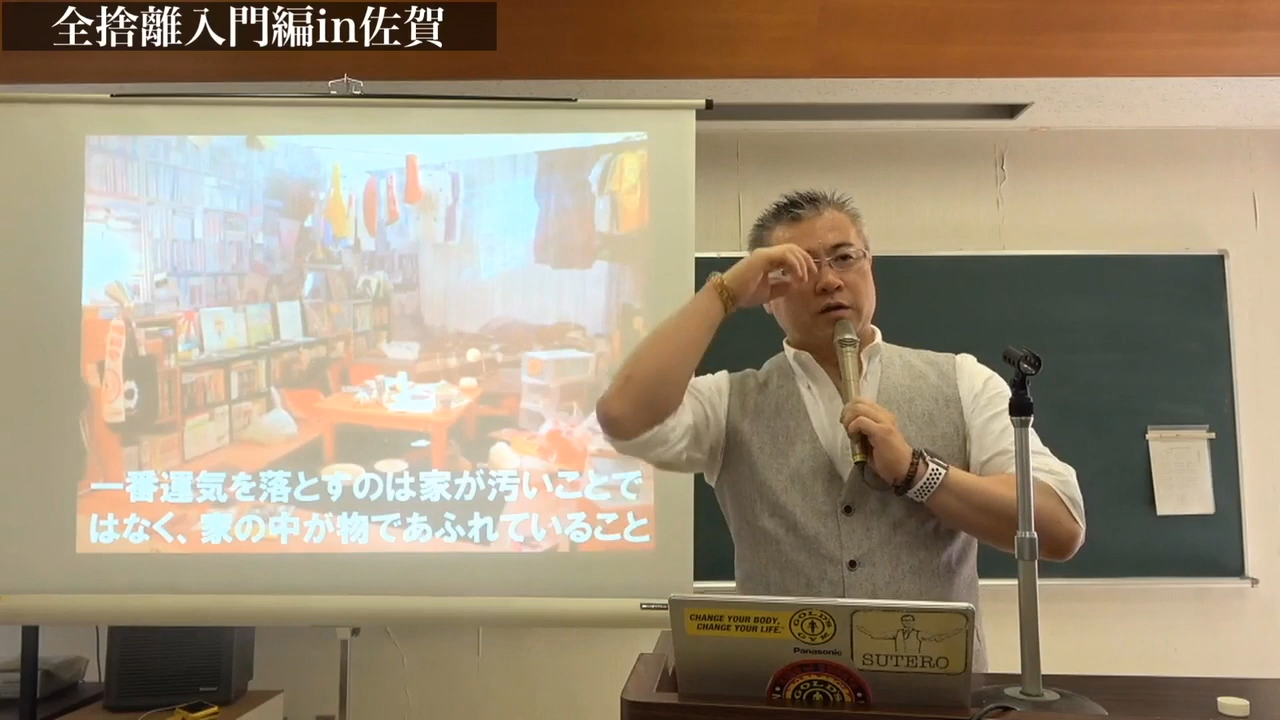 全捨離入門編in佐賀
一番運気を落とすのは家が汚いことで
はなく、家の中が物であふれていること
CHANGE YOUR BODY,
CHANGE YOUR LIFE.
GOLD'S GYM
Panasonic
SUTERO
GOLD'S